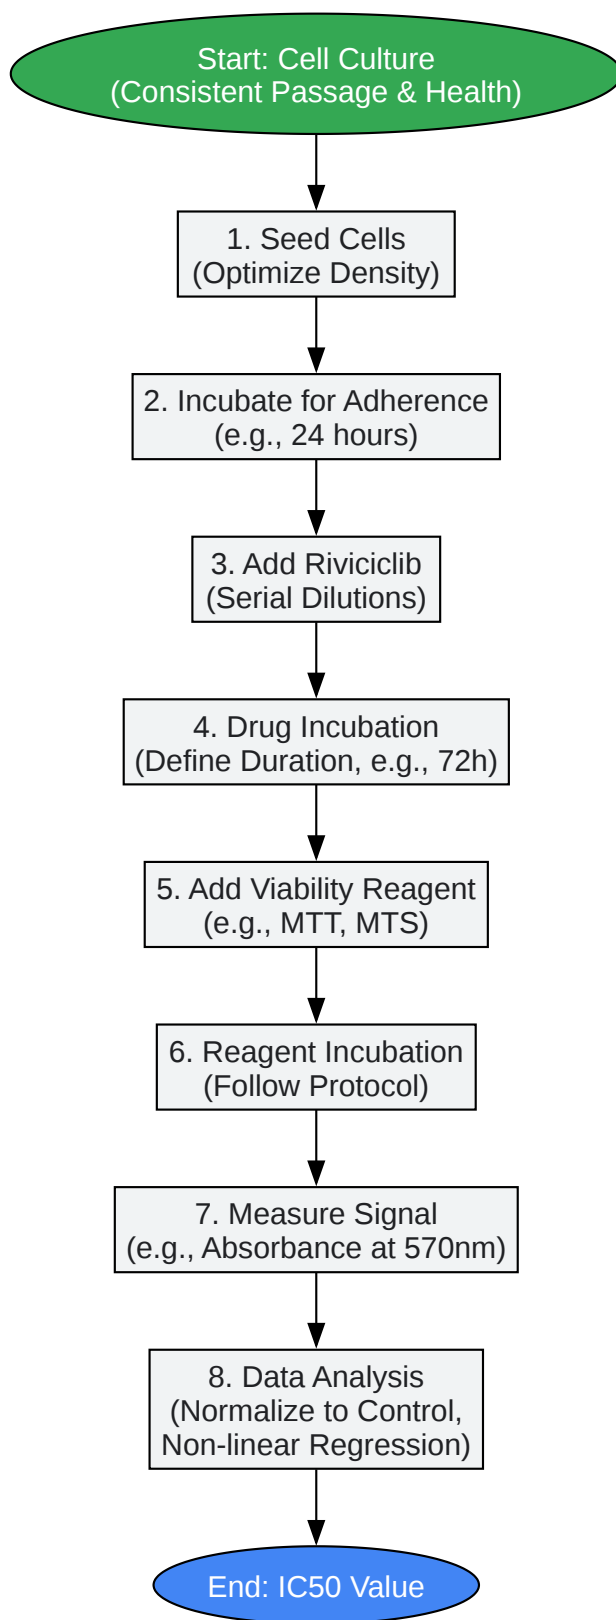 Start: Cell Culture
(Consistent Passage & Health)
1. Seed Cells
(Optimize Density)
2. Incubate for Adherence
(e.g., 24 hours)
3. Add Riviciclib
(Serial Dilutions)
4. Drug Incubation
(Define Duration, e.g., 72h)
5. Add Viability Reagent
(e.g., MTT, MTS)
6. Reagent Incubation
(Follow Protocol)
7. Measure Signal
(e.g., Absorbance at 570nm)
8. Data Analysis
(Normalize to Control,
Non-linear Regression)
End: IC50 Value